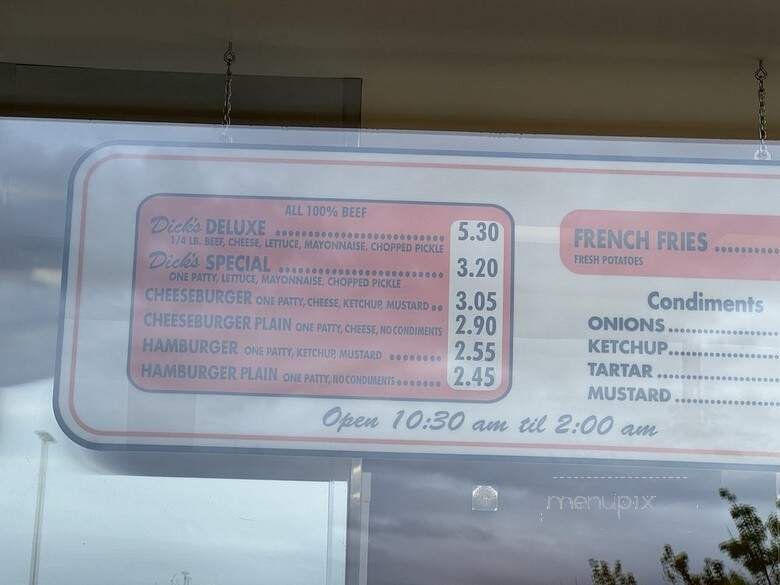 ALL 100% BEEF
Dick's DELUXE ........................ 5.30
1/4 LB. BEEF, CHEESE, LETTUCE, MAYONNAISE, CHOPPED PICKLE
Dick's SPECIAL ........................ 3.20
ONE PATTY, LETTUCE, MAYONNAISE, CHOPPED PICKLE
CHEESEBURGER ONE PATTY, CHEESE, KETCHUP, MUSTARD .. 3.05
CHEESEBURGER PLAIN ONE PATTY, CHEESE, NO CONDIMENTS 2.90
HAMBURGER ONE PATTY, KETCHUP, MUSTARD ......... 2.55
HAMBURGER PLAIN ONE PATTY, NO CONDIMENTS....... 2.45
Open 10:30 am til 2:00 am
FRENCH FRIES ..........
FRESH POTATOES
Condiments
ONIONS...............
KETCHUP...............
TARTAR ...............
MUSTARD ...............
menupix